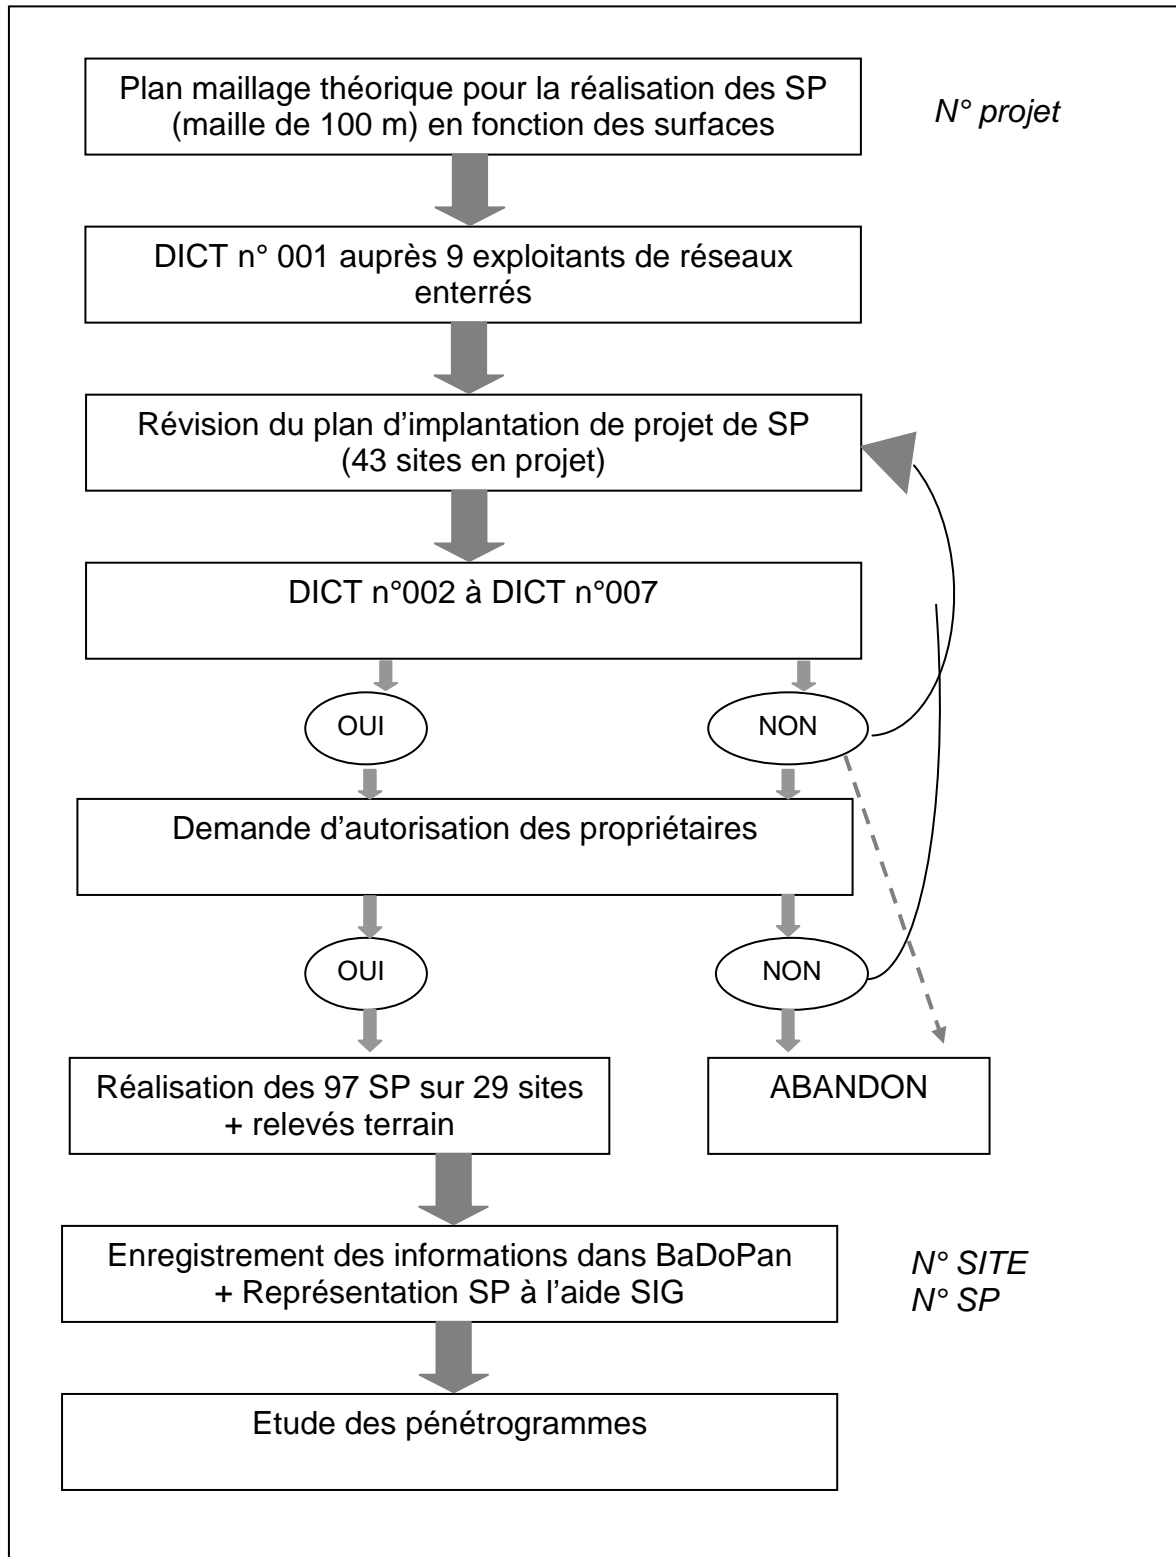 Plan maillage théorique pour la réalisation des SP
(maille de 100 m) en fonction des surfaces
N° projet
DICT n° 001 auprès 9 exploitants de réseaux
enterrés
Révision du plan d’implantation de projet de SP
(43 sites en projet)
DICT n°002 à DICT n°007
OUI
NON
Demande d’autorisation des propriétaires
OUI
NON
Réalisation des 97 SP sur 29 sites
+ relevés terrain
ABANDON
Enregistrement des informations dans BaDoPan
+ Représentation SP à l’aide SIG
N° SITE
N° SP
Etude des pénétrogrammes